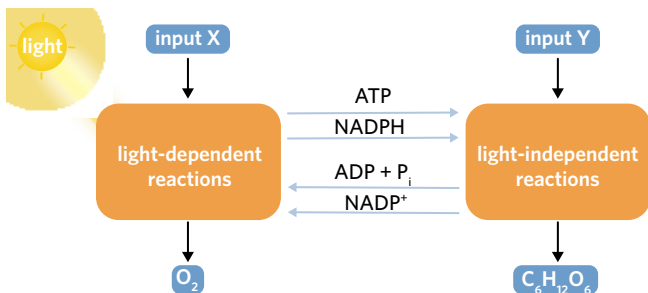 light
input X
input Y
ATP
NADPH
light-dependent
reactions
light-independent
reactions
ADP + Pᵢ
NADP⁺
O₂
C₆H₁₂O₆